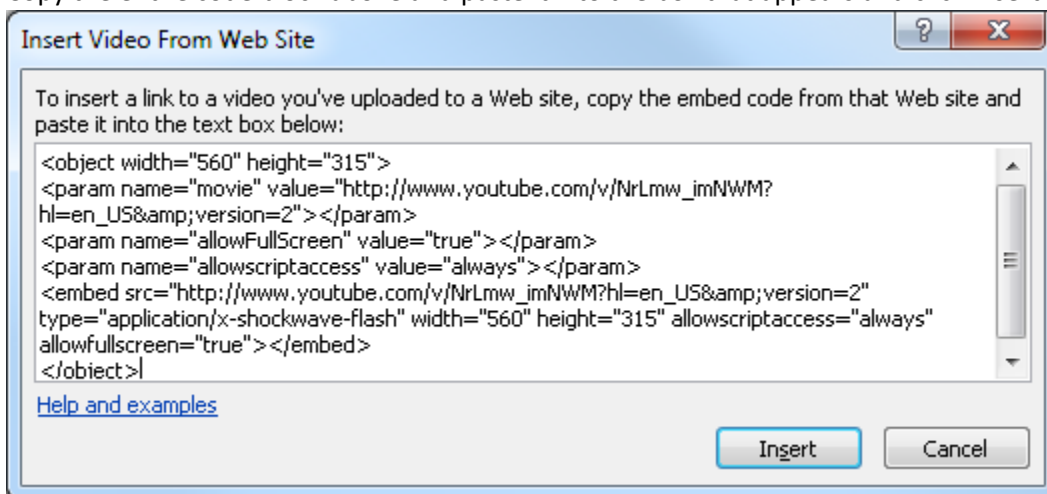 Insert Video From Web Site
To insert a link to a video you've uploaded to a Web site, copy the embed code from that Web site and
paste it into the text box below:
<object width="560" height="315">
<param name="movie" value="http://www.youtube.com/v/NrLmw_imNWM?
hl=en_US&amp;version=2"></param>
<param name="allowFullScreen" value="true"></param>
<param name="allowscriptaccess" value="always"></param>
<embed src="http://www.youtube.com/v/NrLmw_imNWM?hl=en_US&amp;version=2"
type="application/x-shockwave-flash" width="560" height="315" allowscriptaccess="always"
allowfullscreen="true"></embed>
</object>
Help and examples
Insert Cancel